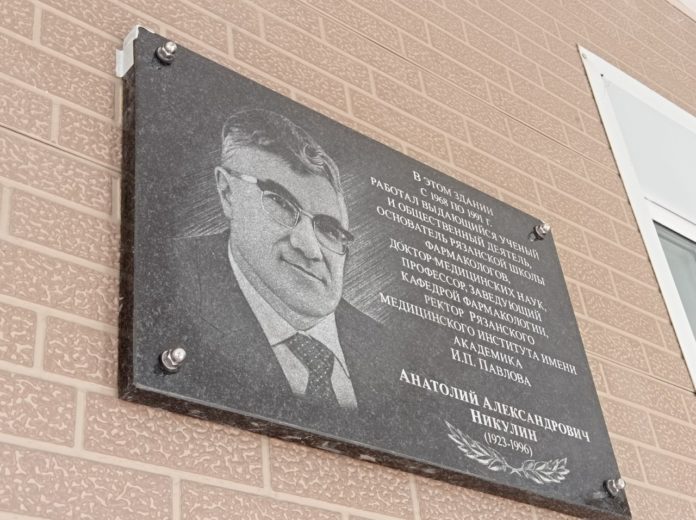 В ЭТОМ ЗДАНИИ
С 1968 ПО 1991 Г.
РАБОТАЛ ВЫДАЮЩИЙСЯ УЧЕНЫЙ
И ОБЩЕСТВЕННЫЙ ДЕЯТЕЛЬ,
ОСНОВАТЕЛЬ РЯЗАНСКОЙ ШКОЛЫ
ФАРМАКОЛОГОВ,
ДОКТОР МЕДИЦИНСКИХ НАУК,
ПРОФЕССОР, ЗАВЕДУЮЩИЙ
КАФЕДРОЙ ФАРМАКОЛОГИИ,
РЕКТОР РЯЗАНСКОГО
МЕДИЦИНСКОГО ИНСТИТУТА ИМЕНИ
АКАДЕМИКА
И.П. ПАВЛОВА
АНАТОЛИЙ АЛЕКСАНДРОВИЧ
НИКУЛИН
(1923-1996)